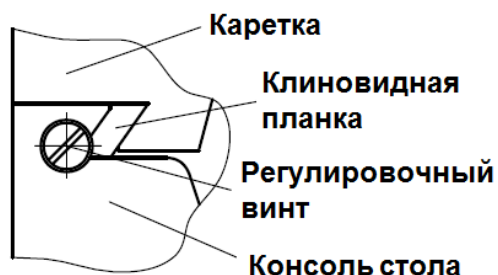 Каретка
Клиновидная
планка
Регулировочный
винт
Консоль стола